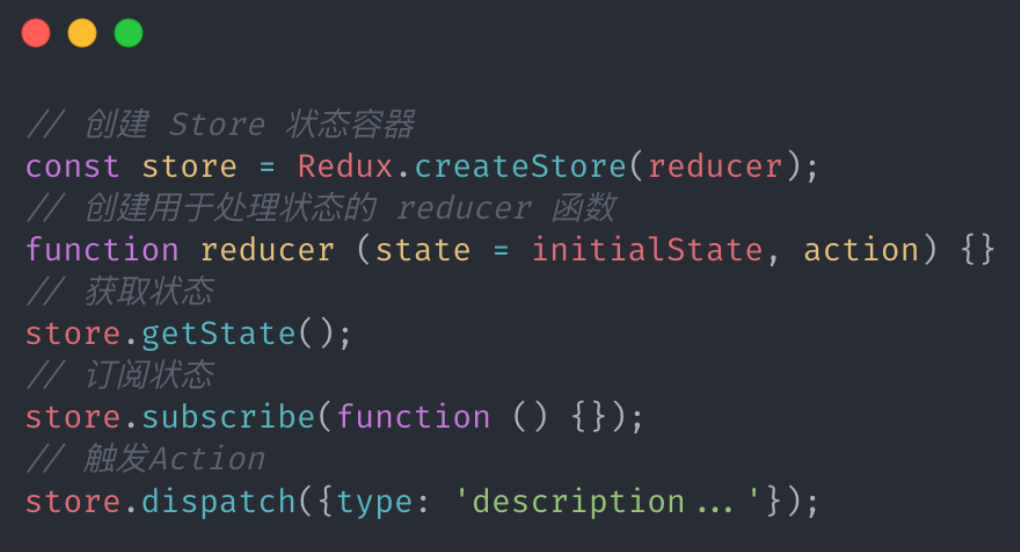 // 创建 Store 状态容器
const store = Redux.createStore(reducer);
// 创建用于处理状态的 reducer 函数
function reducer (state = initialState, action) {}
// 获取状态
store.getState();
// 订阅状态
store.subscribe(function () {});
// 触发Action
store.dispatch({type: 'description...'});